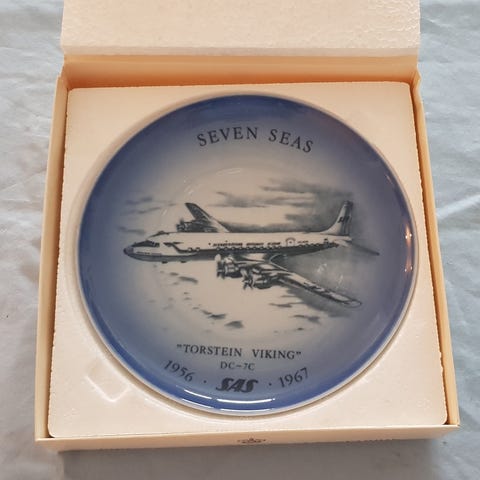 SEVEN SEAS
"TORSTEIN VIKING"
DC-7C
1956 · SAS · 1967